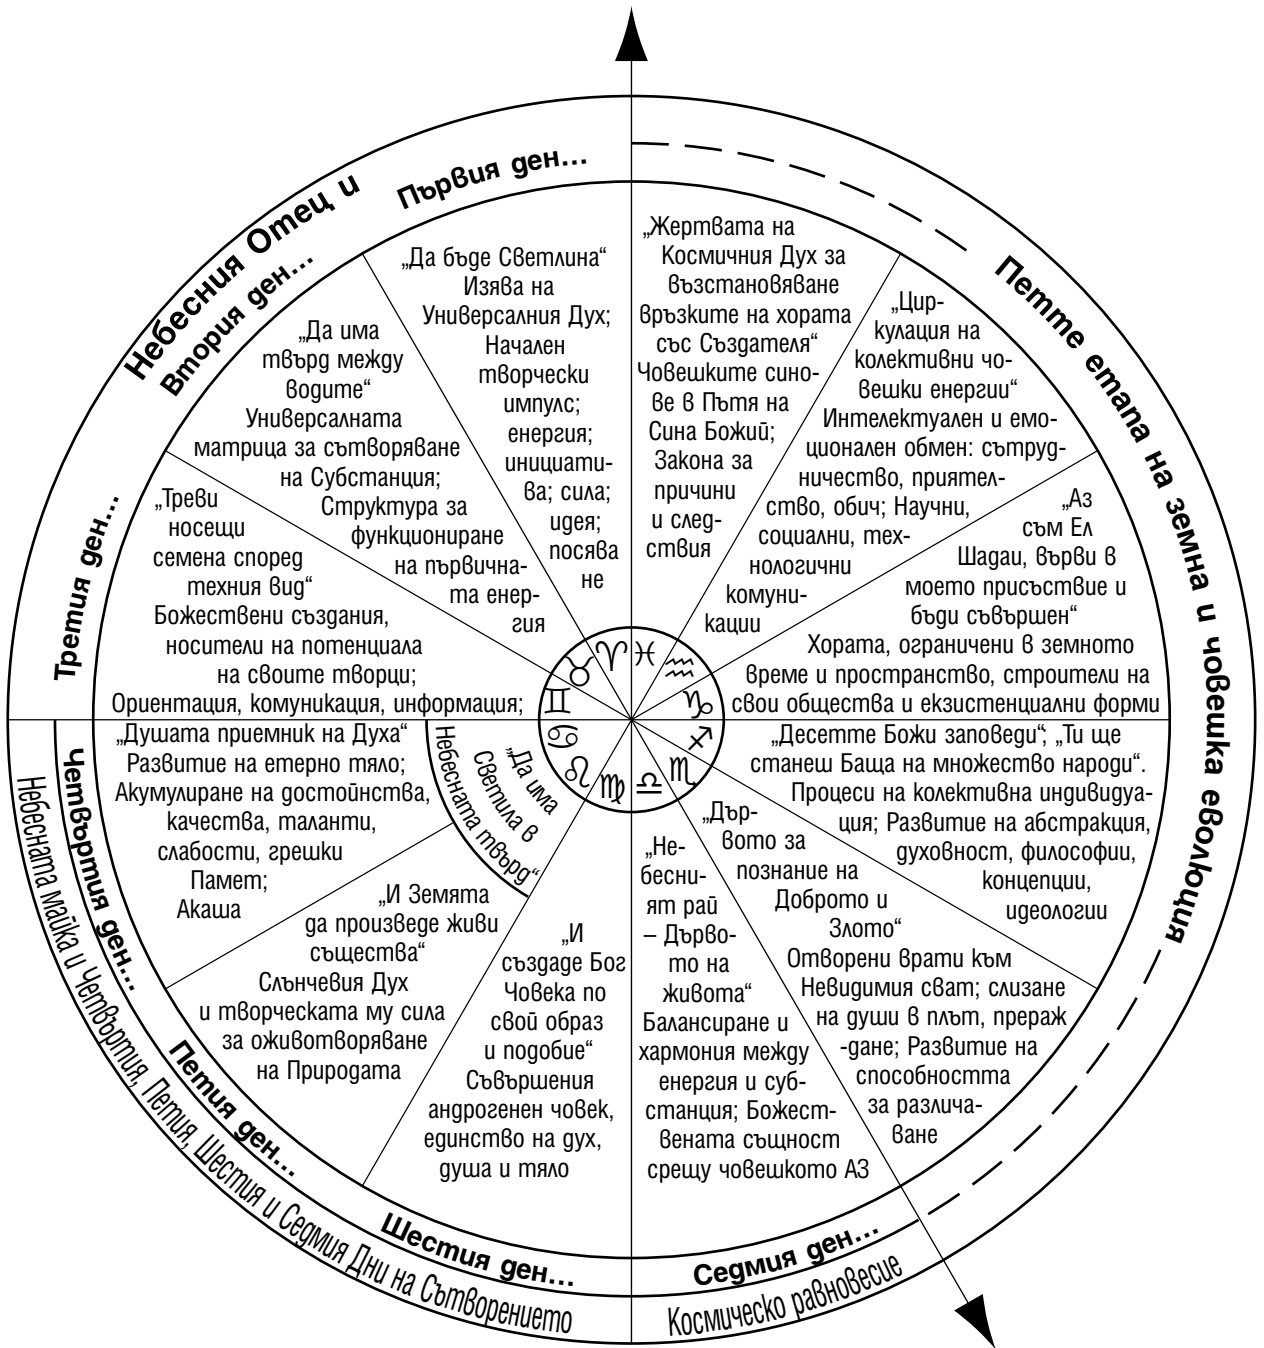 Небесния Отец и
Първия ден...
Втория ден...
Третия ден...
Четвъртия ден...
Петия ден...
Шестия ден...
Седмия ден...
Небесната майка и Четвъртия, Петия, Шестия и Седмия Дни на Сътворението
Космическо равновесие
Петте етапа на земна и човешка еволюция
„Да бъде Светлина“
Изява на
Универсалния Дух;
Начален
творчески
импулс;
енергия;
инициати-
ва; сила;
идея;
посява
не
„Да има
твърд между
водите“
Универсалната
матрица за сътворяване
на Субстанция;
Структура за
функциониране
на първична-
та енер-
гия
„Треви
носещи
семена според
техния вид“
Божествени създания,
носители на потенциала
на своите творци;
Ориентация, комуникация, информация;
„Душата приемник на Духа“
Развитие на етерно тяло;
Акумулиране на достойнства,
качества, таланти,
слабости, грешки
Памет;
Акаша
„Да има
Светила в
Небесната твърд“
„И Земята
да произведе живи
същества“
Слънчевия Дух
и творческата му сила
за оживотворяване
на Природата
„И
създаде Бог
Човека по
свой образ
и подобие“
Съвършения
андрогенен човек,
единство на дух,
душа и тяло
„Не-
бесни-
ят рай
– Дърво-
то на
живота“
Балансиране и
хармония между
енергия и суб-
станция; Божест-
вената същност
срещу човешкото АЗ
„Дър-
вото за
познание на
Доброто и
Злото“
Отворени врати към
Невидимия сват; слизане
на души в плът, прераж
-дане; Развитие на
способността
за различа-
ване
„Десетте Божи заповеди“; „Ти ще
станеш Баща на множество народи“.
Процеси на колективна индивидуа-
ция; Развитие на абстракция,
духовност, философии,
концепции,
идеологии
„Аз
съм Ел
Шадаи, върви в
моето присъствие и
бъди съвършен“
Хората, ограничени в земното
време и пространство, строители на
свои общества и екзистенциални форми
„Цир-
кулация на
колективни чо-
вешки енергии“
Интелектуален и емо-
ционален обмен: сътруд-
ничество, приятел-
ство, обич; Научни,
социални, тех-
нологични
комуни-
кации
„Жертвата на
Космичния Дух за
възстановяване
връзките на хората
със Създателя“
Човешките сино-
ве в Пътя на
Сина Божий;
Закона за
причини
и след-
ствия
♈ ♉ ♊ ♋ ♌ ♍ ♎ ♏ ♐ ♑ ♒ ♓